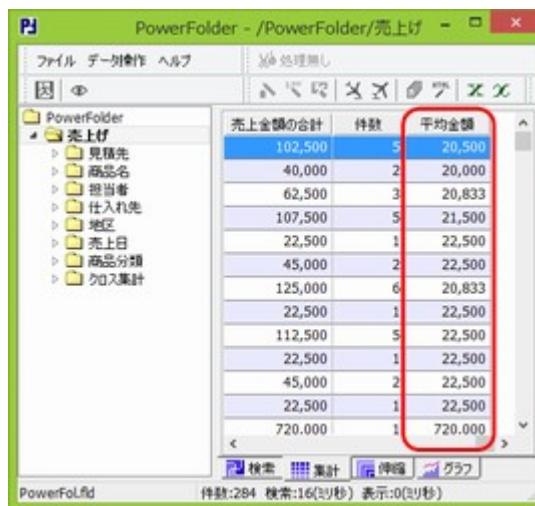 PowerFolder - /PowerFolder/売上げ
ファイル データ操作 ヘルプ
処理無し
PowerFolder
売上げ
見積先
商品名
担当者
仕入れ先
地区
売上日
商品分類
クロス集計
売上金額の合計 件数 平均金額
102,500 5 20,500
40,000 2 20,000
62,500 3 20,833
107,500 5 21,500
22,500 1 22,500
45,000 2 22,500
125,000 6 20,833
22,500 1 22,500
112,500 5 22,500
22,500 1 22,500
45,000 2 22,500
22,500 1 22,500
720.000 1 720.000
検索 集計 伸縮 グラフ
PowerFol.fld 件数:284 検索:16(ミリ秒) 表示:0(ミリ秒)